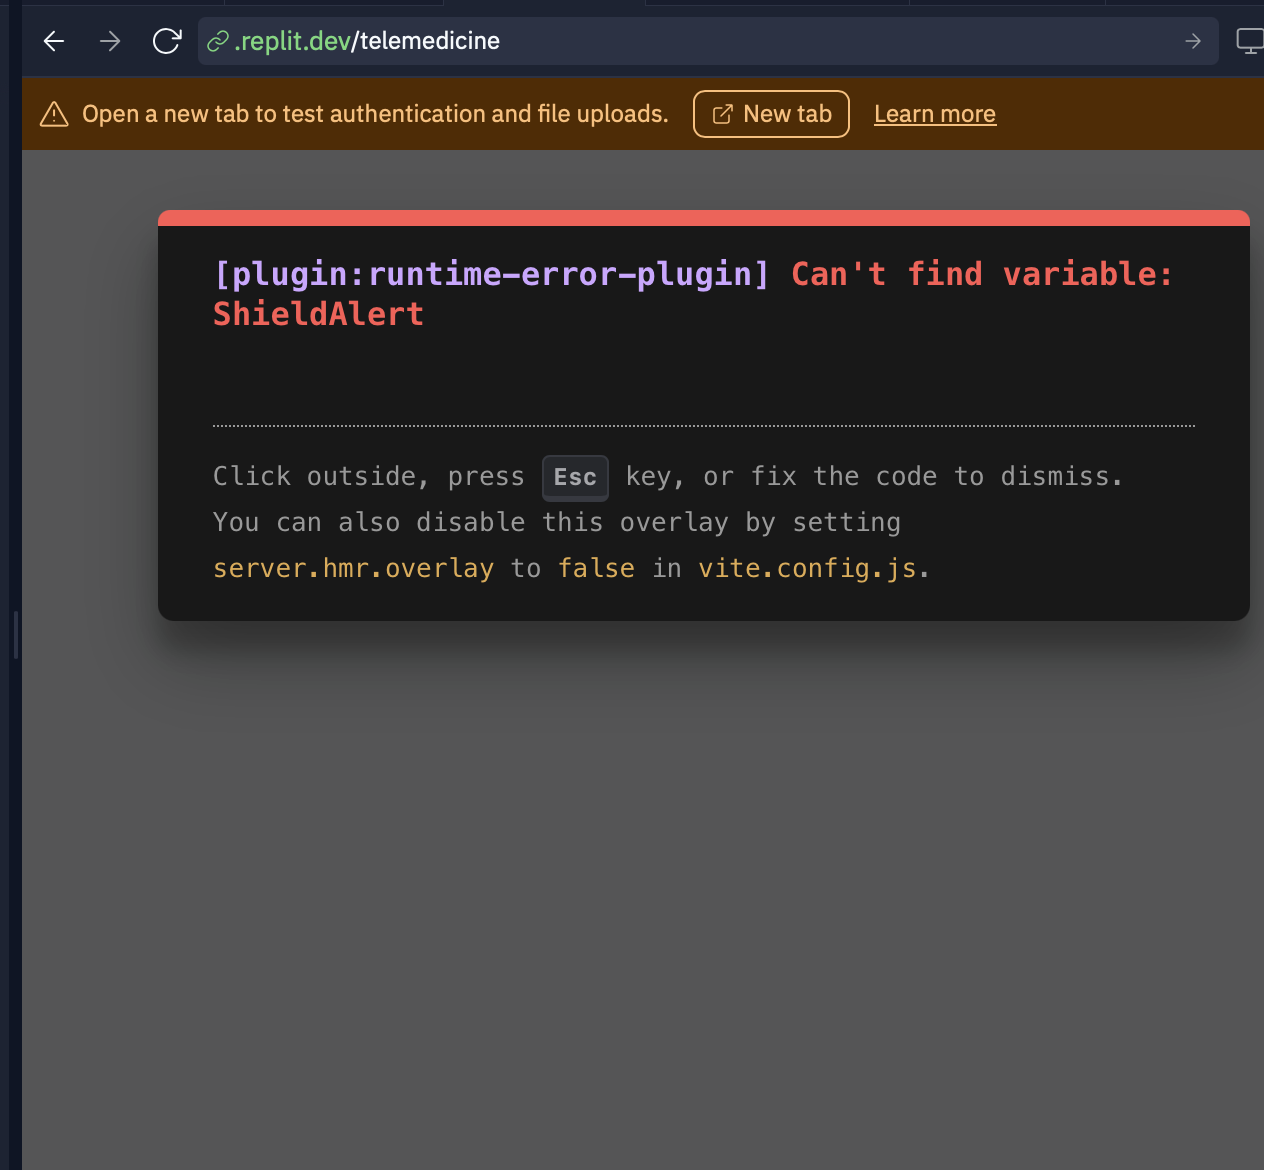 .replit.dev/telemedicine
Open a new tab to test authentication and file uploads. New tab Learn more
[plugin:runtime-error-plugin] Can't find variable:
ShieldAlert
Click outside, press Esc key, or fix the code to dismiss.
You can also disable this overlay by setting
server.hmr.overlay to false in vite.config.js.